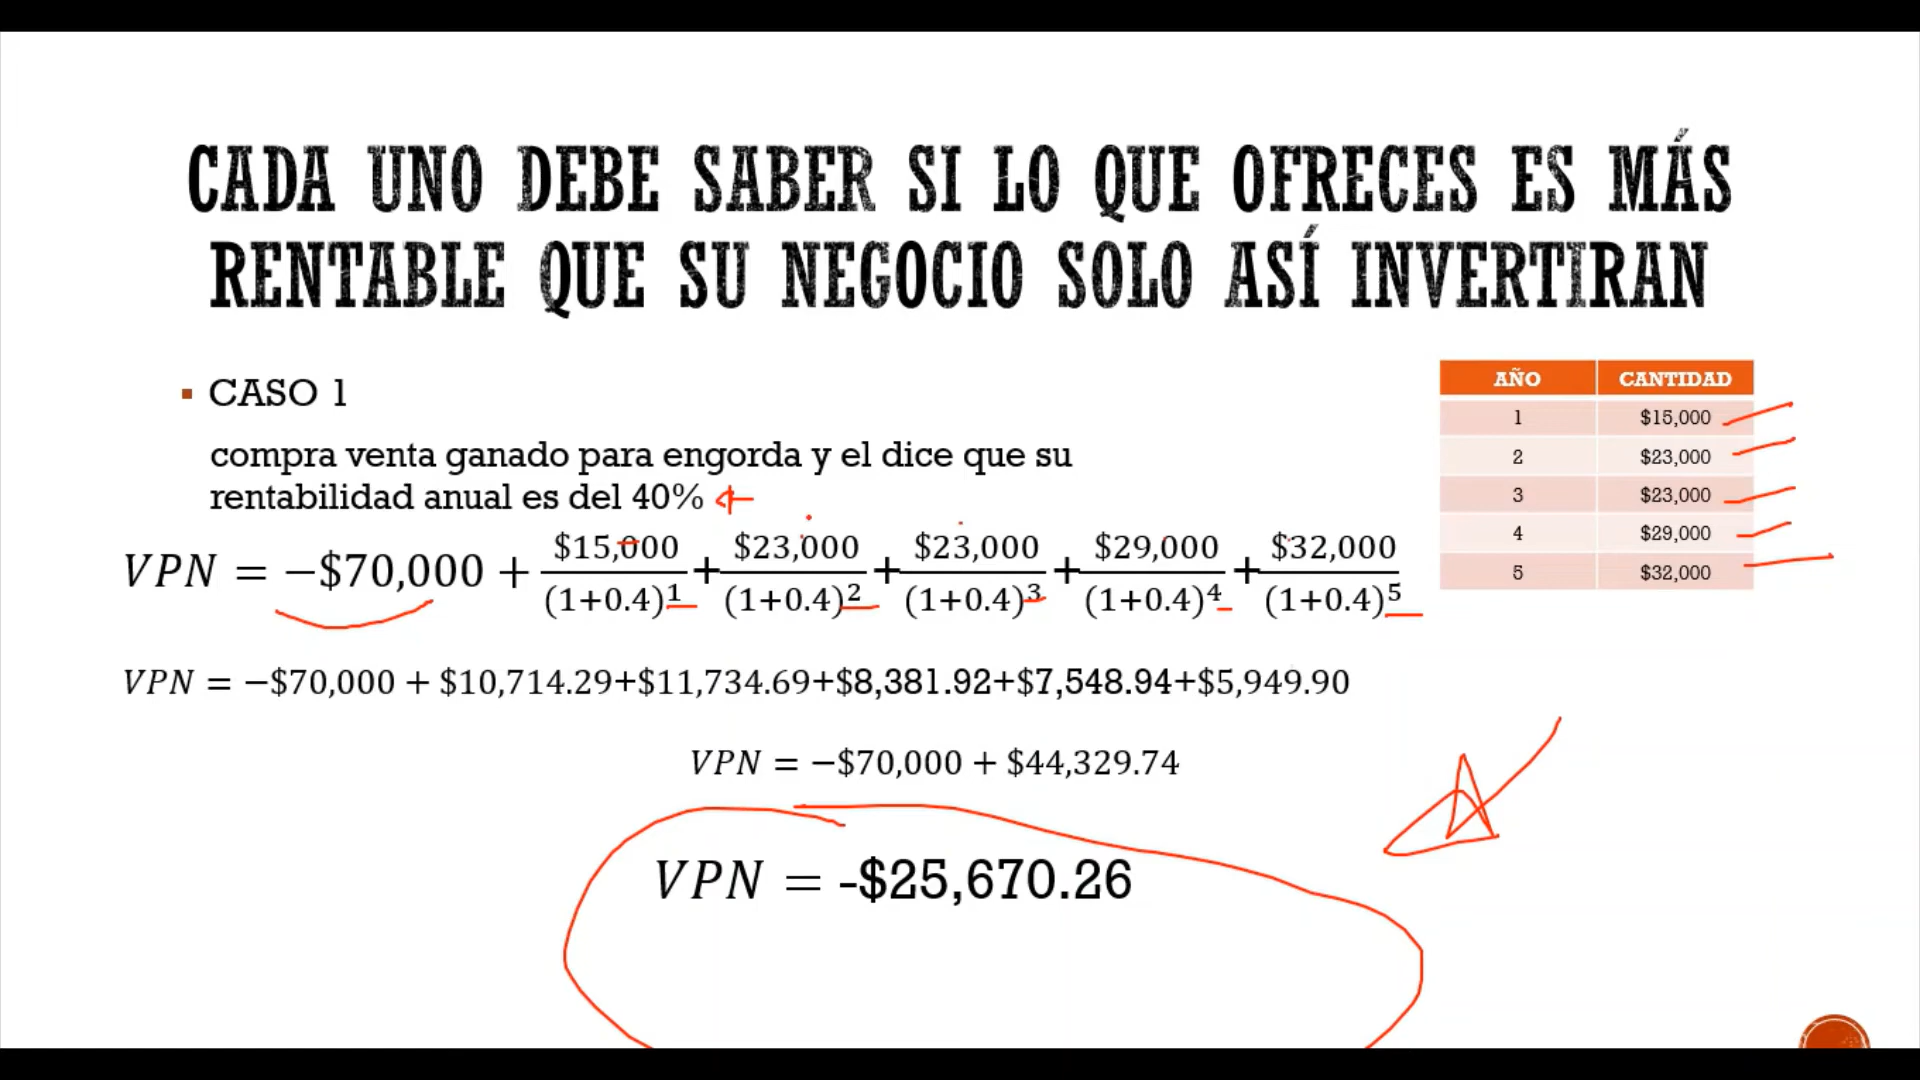 CADA UNO DEBE SABER SI LO QUE OFRECES ES MÁS
RENTABLE QUE SU NEGOCIO SOLO ASÍ INVERTIRAN
▪ CASO 1
compra venta ganado para engorda y el dice que su
rentabilidad anual es del 40%
VPN = −$70,000 + $15,000/(1+0.4)¹ + $23,000/(1+0.4)² + $23,000/(1+0.4)³ + $29,000/(1+0.4)⁴ + $32,000/(1+0.4)⁵
VPN = −$70,000 + $10,714.29+$11,734.69+$8,381.92+$7,548.94+$5,949.90
VPN = −$70,000 + $44,329.74
VPN = -$25,670.26
AÑO CANTIDAD
1 $15,000
2 $23,000
3 $23,000
4 $29,000
5 $32,000